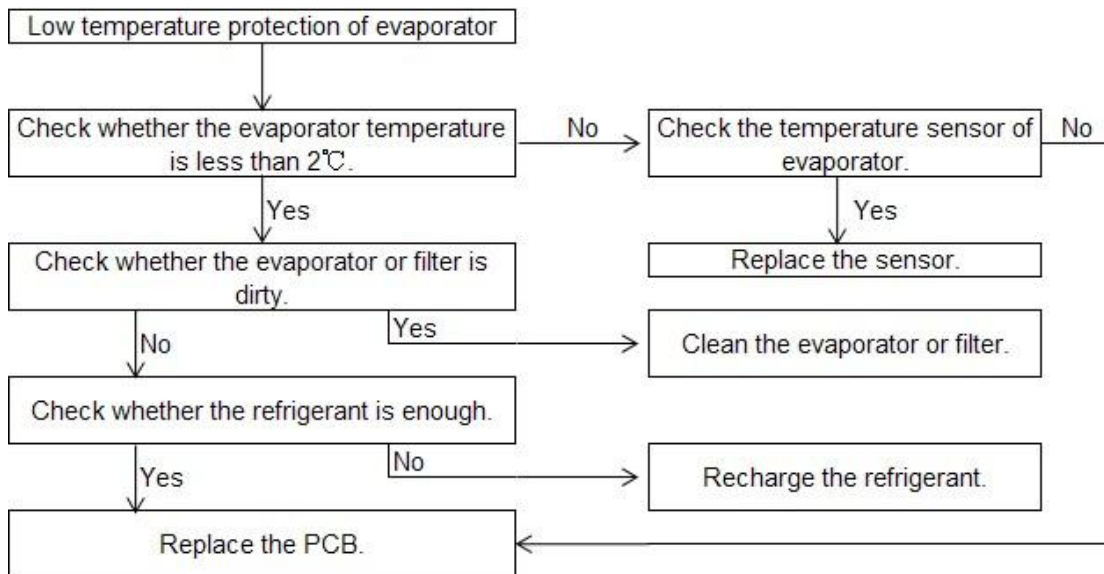 Low temperature protection of evaporator
Check whether the evaporator temperature
is less than 2℃.
No
Check the temperature sensor of
evaporator.
No
Yes
Yes
Check whether the evaporator or filter is
dirty.
Replace the sensor.
No
Yes
Clean the evaporator or filter.
Check whether the refrigerant is enough.
Yes
No
Recharge the refrigerant.
Replace the PCB.